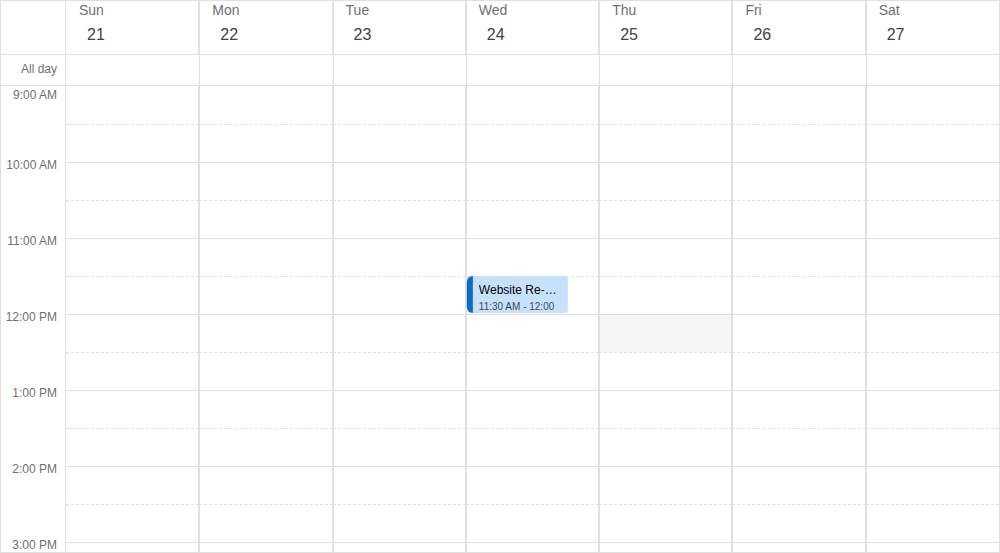 Sun Mon Tue Wed Thu Fri Sat
21 22 23 24 25 26 27
All day
9:00 AM
10:00 AM
11:00 AM
Website Re-...
11:30 AM - 12:00
12:00 PM
1:00 PM
2:00 PM
3:00 PM